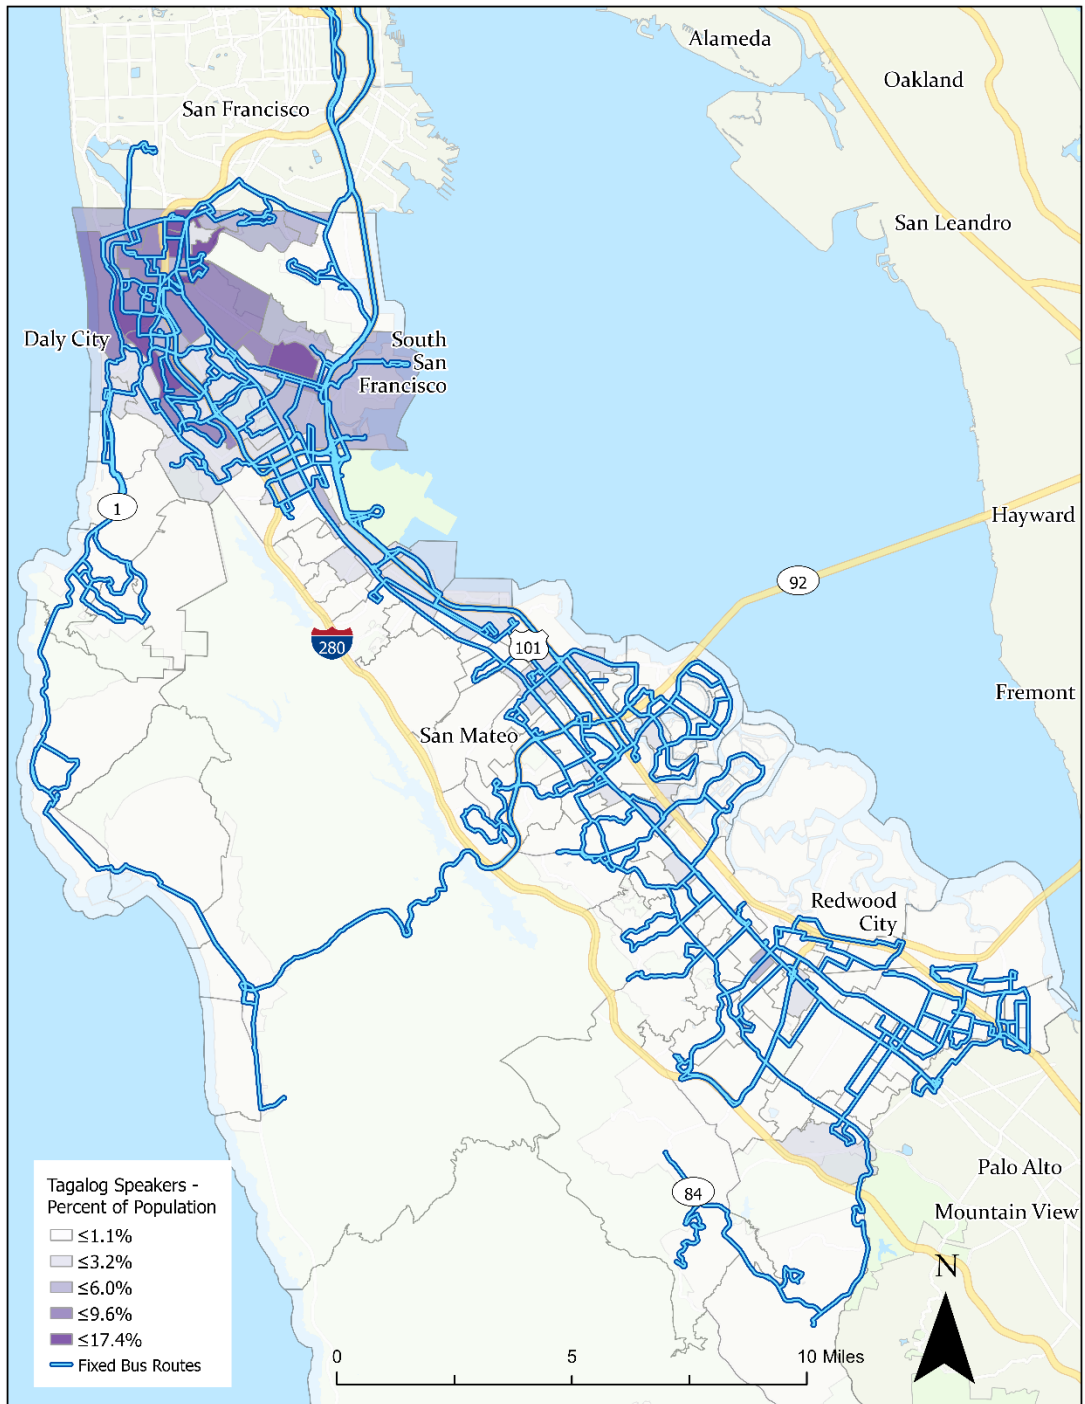 Alameda
Oakland
San Francisco
San Leandro
Daly City
South
San
Francisco
1
Hayward
92
280
101
Fremont
San Mateo
Redwood
City
Palo Alto
84
Mountain View
Tagalog Speakers -
Percent of Population
≤1.1%
≤3.2%
≤6.0%
≤9.6%
≤17.4%
Fixed Bus Routes
N
0 5 10 Miles